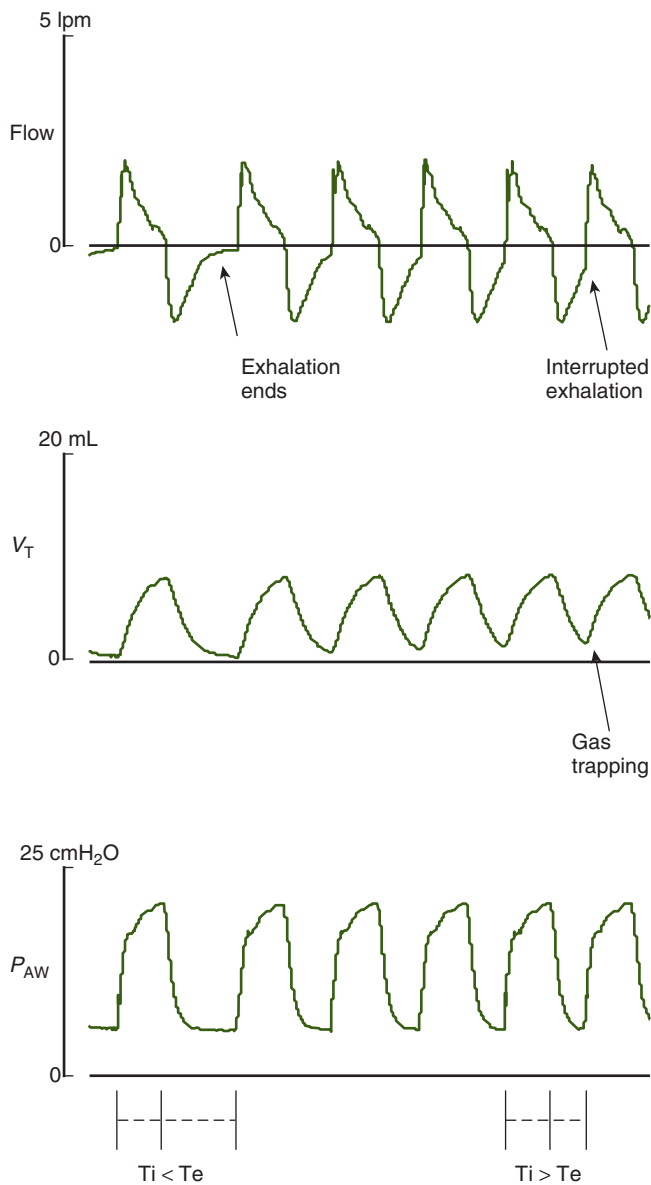 5 lpm
Flow
0
Exhalation
ends
Interrupted
exhalation
20 mL
VT
0
Gas
trapping
25 cmH2O
PAW
0
Ti < Te
Ti > Te